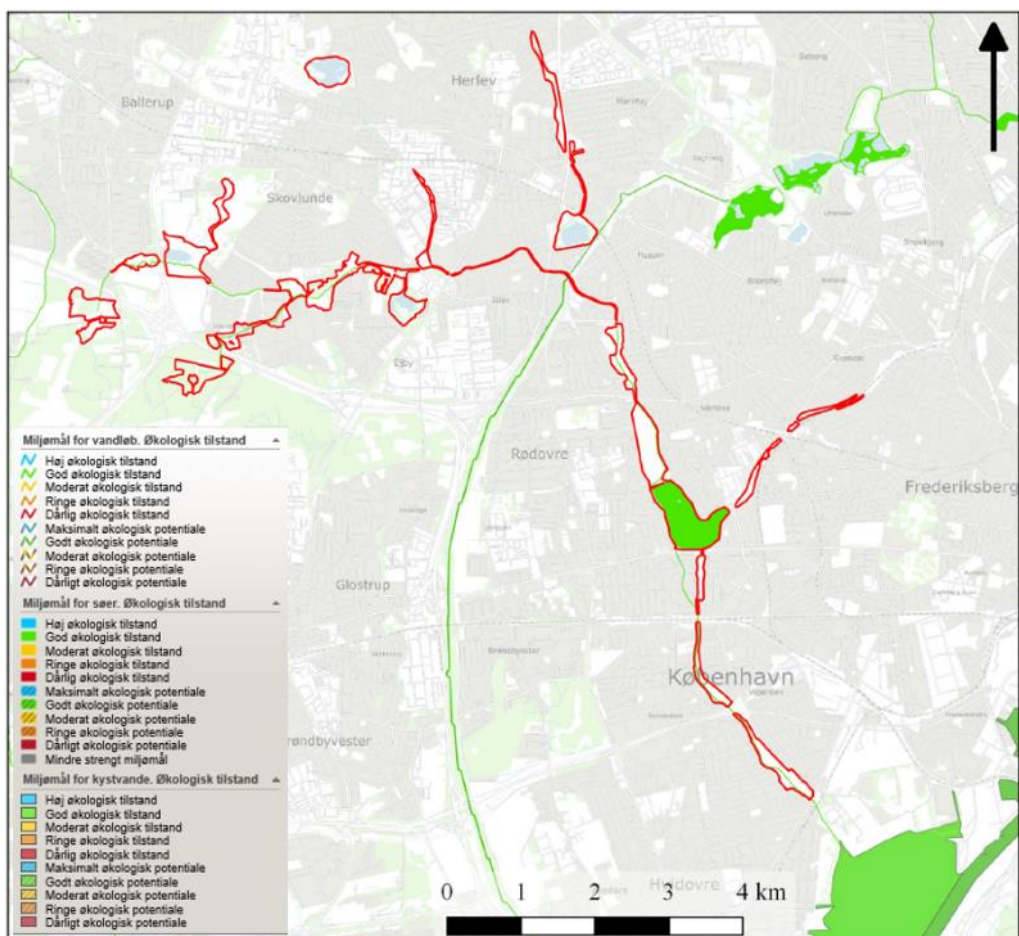 Herlev
Ballerup
Skovlunde
Rødovre
Frederiksberg
Glostrup
København
Hvidovre
Miljømål for vandløb. Økologisk tilstand
Høj økologisk tilstand
God økologisk tilstand
Moderat økologisk tilstand
Ringe økologisk tilstand
Dårlig økologisk tilstand
Maksimalt økologisk potentiale
Godt økologisk potentiale
Moderat økologisk potentiale
Ringe økologisk potentiale
Dårligt økologisk potentiale
Miljømål for søer. Økologisk tilstand
Høj økologisk tilstand
God økologisk tilstand
Moderat økologisk tilstand
Ringe økologisk tilstand
Dårlig økologisk tilstand
Maksimalt økologisk potentiale
Godt økologisk potentiale
Moderat økologisk potentiale
Ringe økologisk potentiale
Dårligt økologisk potentiale
Mindre strengt miljømål
Miljømål for kystvande. Økologisk tilstand
Høj økologisk tilstand
God økologisk tilstand
Moderat økologisk tilstand
Ringe økologisk tilstand
Dårlig økologisk tilstand
Maksimalt økologisk potentiale
Godt økologisk potentiale
Moderat økologisk potentiale
Ringe økologisk potentiale
Dårligt økologisk potentiale
0 1 2 3 4 km